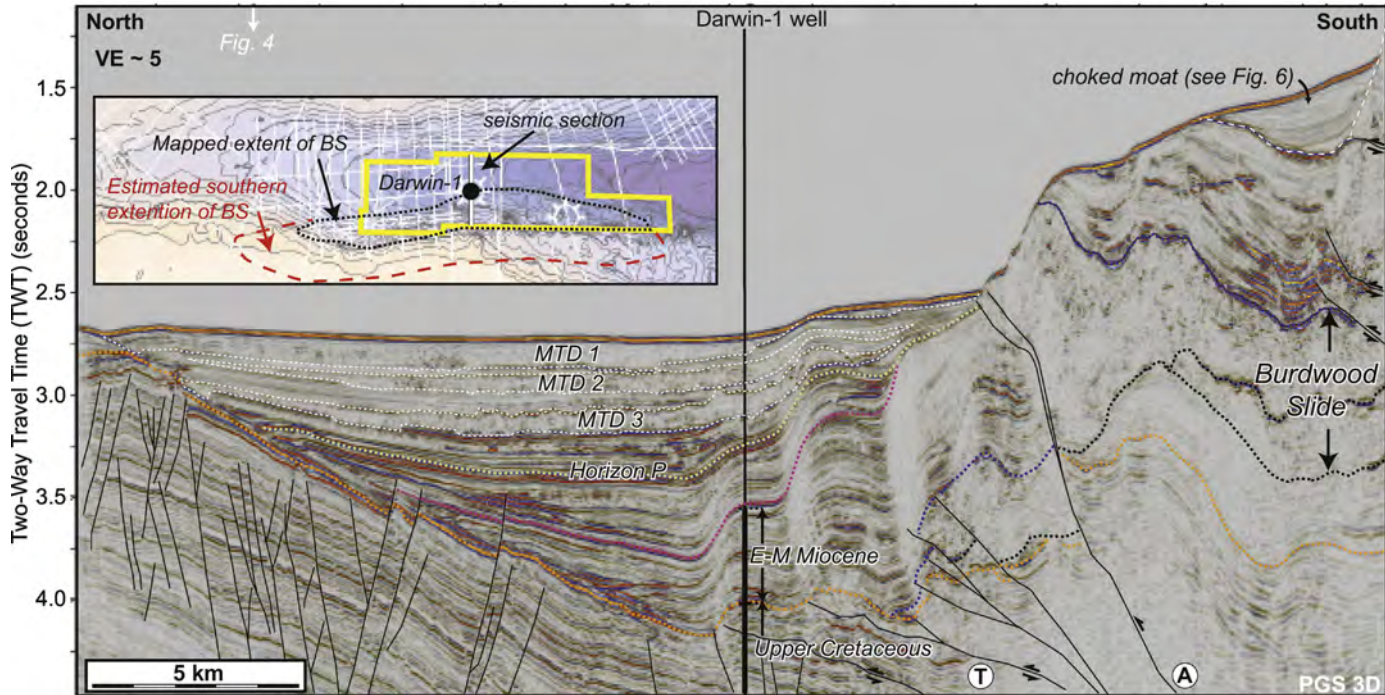 North
Fig. 4
Darwin-1 well
South
VE ~ 5
choked moat (see Fig. 6)
seismic section
Mapped extent of BS
Darwin-1
Estimated southern
extention of BS
Two-Way Travel Time (TWT) (seconds)
1.5
2.0
2.5
3.0
3.5
4.0
MTD 1
MTD 2
MTD 3
Horizon P
Burdwood
Slide
E-M Miocene
Upper Cretaceous
5 km
T
A
PGS 3D